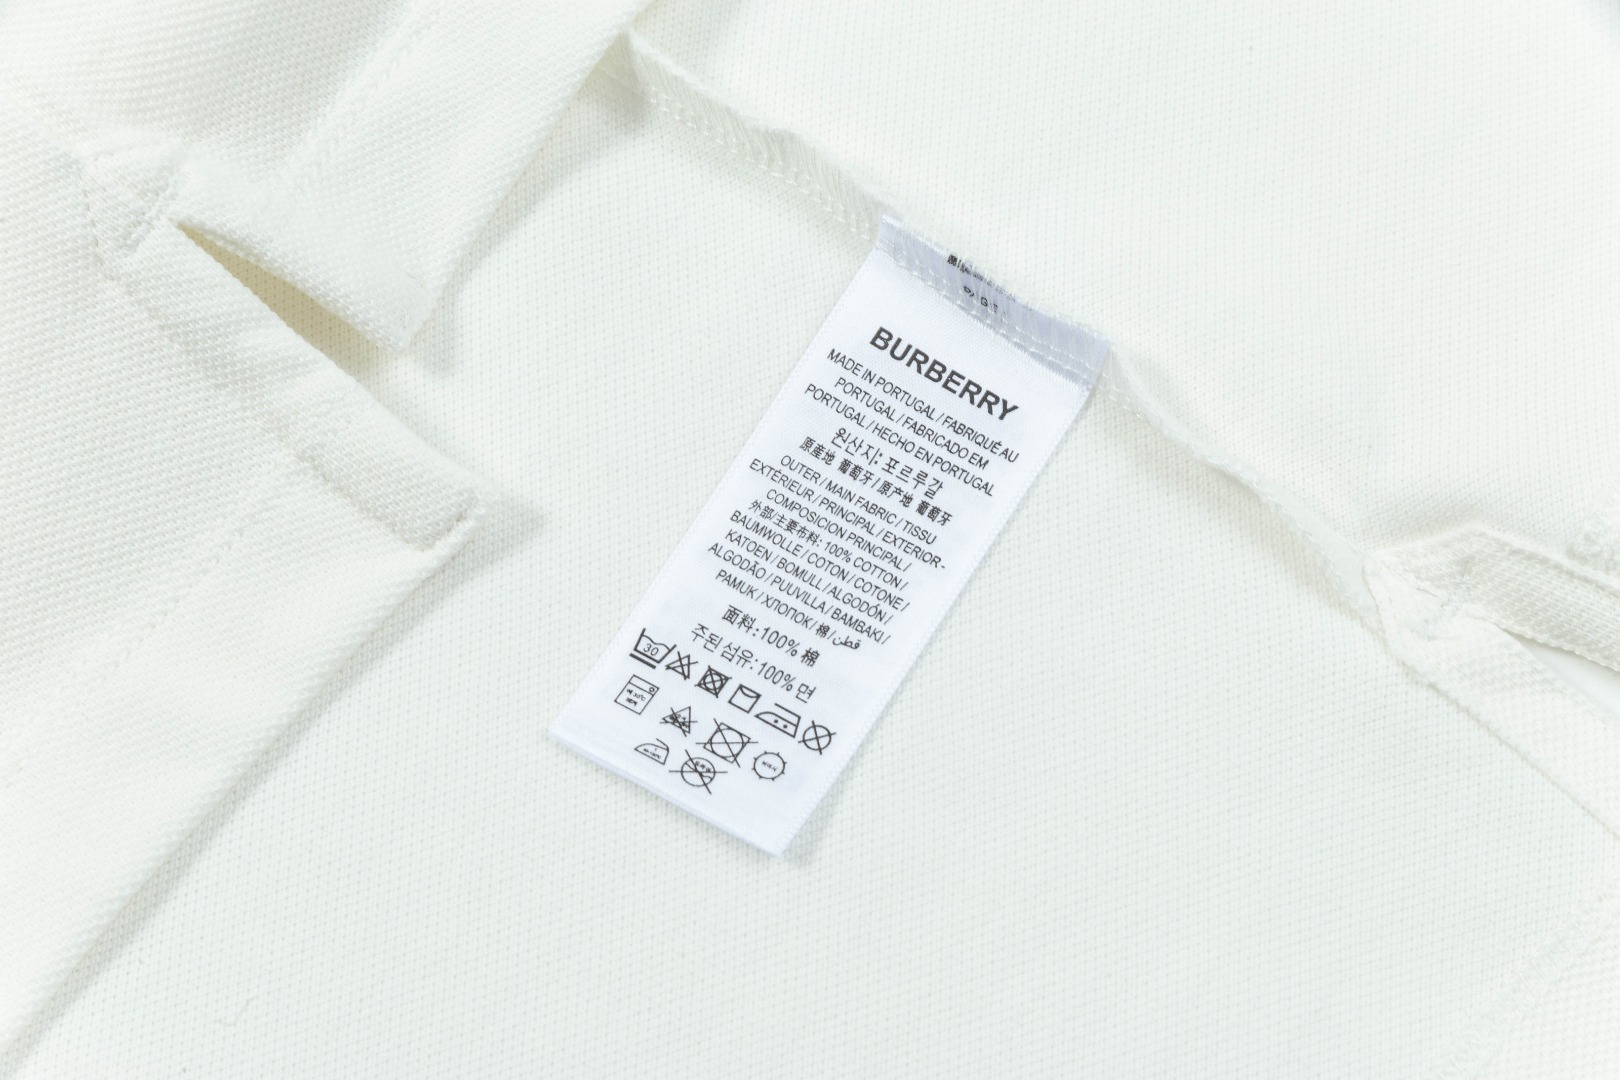 BURBERRY
MADE IN PORTUGAL / FABRIQUÉ AU
PORTUGAL / FABRICADO EM
PORTUGAL / HECHO EN PORTUGAL
원산지: 포르투갈
原產地 葡萄牙 / 原产地 葡萄牙
OUTER / MAIN FABRIC / TISSU
EXTÉRIEUR / PRINCIPAL / EXTERIOR-
COMPOSICION PRINCIPAL /
外部/主要布料: 100% COTTON /
BAUMWOLLE / COTON / COTONE /
KATOEN / BOMULL / ALGODÓN /
ALGODÃO / PUUVILLA / BAMBAKI /
PAMUK / ХЛОПОК / 棉 / قطن
面料: 100% 棉
주된 섬유: 100% 면
30